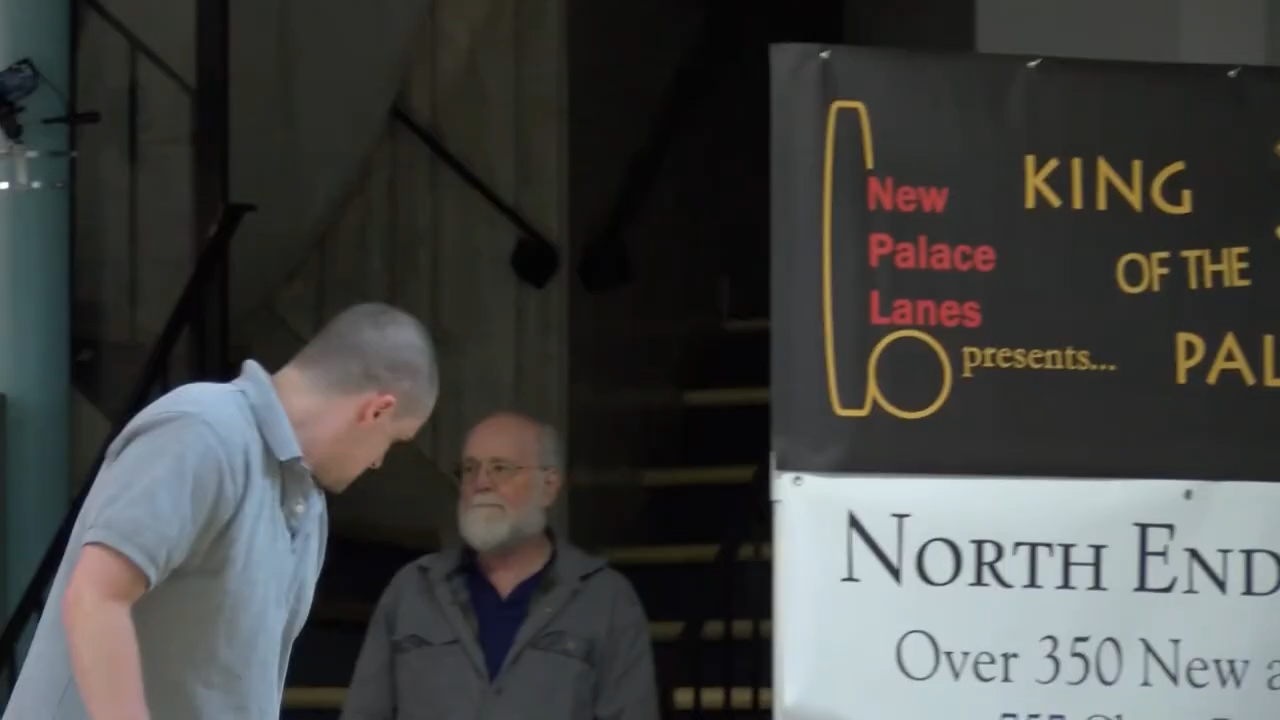 New
Palace
Lanes
presents...
KING
OF THE
PAL
NORTH END
Over 350 New a